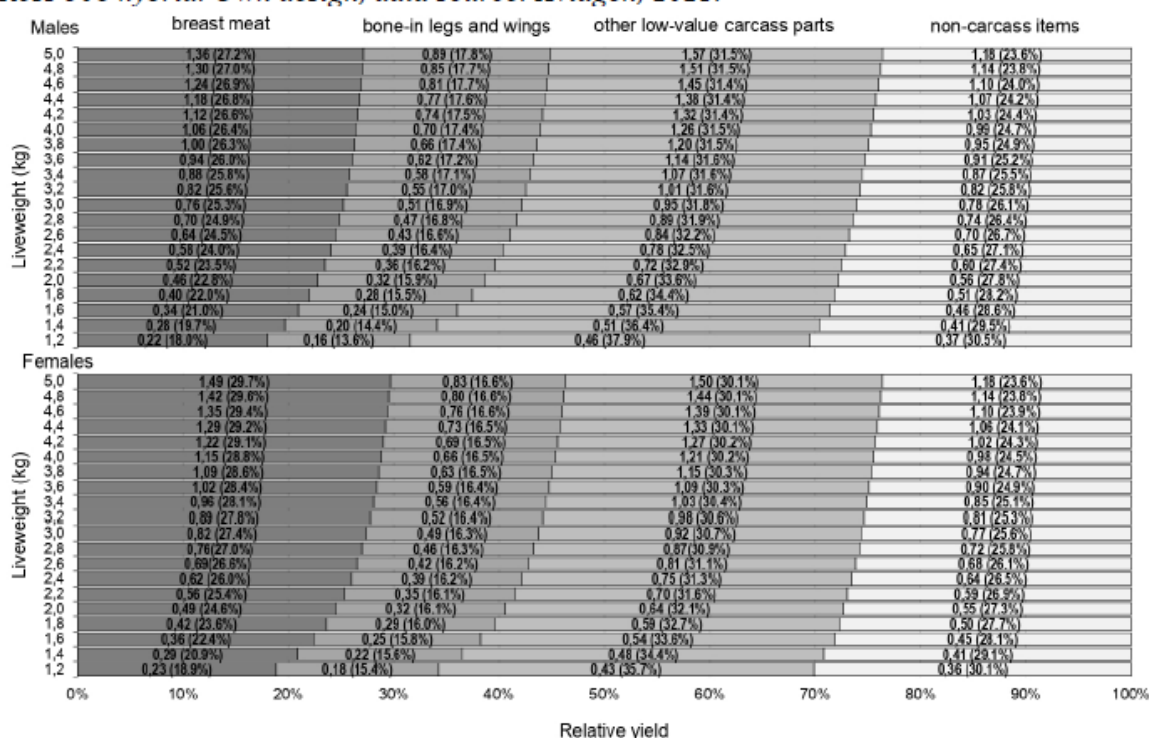 breast meat bone-in legs and wings other low-value carcass parts non-carcass items
Males
5,0 1,36 (27.2%) 0,89 (17.8%) 1,57 (31.5%) 1,18 (23.6%)
4,8 1,30 (27.0%) 0,85 (17.7%) 1,51 (31.5%) 1,14 (23.8%)
4,6 1,24 (26.9%) 0,81 (17.7%) 1,45 (31.4%) 1,10 (24.0%)
4,4 1,18 (26.8%) 0,77 (17.6%) 1,38 (31.4%) 1,07 (24.2%)
4,2 1,12 (26.6%) 0,74 (17.5%) 1,32 (31.4%) 1,03 (24.4%)
4,0 1,06 (26.4%) 0,70 (17.4%) 1,26 (31.5%) 0,99 (24.7%)
3,8 1,00 (26.3%) 0,66 (17.4%) 1,20 (31.5%) 0,95 (24.9%)
3,6 0,94 (26.0%) 0,62 (17.2%) 1,14 (31.6%) 0,91 (25.2%)
3,4 0,88 (25.8%) 0,58 (17.1%) 1,07 (31.6%) 0,87 (25.5%)
3,2 0,82 (25.6%) 0,55 (17.0%) 1,01 (31.6%) 0,82 (25.8%)
3,0 0,76 (25.3%) 0,51 (16.9%) 0,95 (31.8%) 0,78 (26.1%)
2,8 0,70 (24.9%) 0,47 (16.8%) 0,89 (31.9%) 0,74 (26.4%)
2,6 0,64 (24.5%) 0,43 (16.6%) 0,84 (32.2%) 0,70 (26.7%)
2,4 0,58 (24.0%) 0,39 (16.4%) 0,78 (32.5%) 0,65 (27.1%)
2,2 0,52 (23.5%) 0,36 (16.2%) 0,72 (32.9%) 0,60 (27.4%)
2,0 0,46 (22.8%) 0,32 (15.9%) 0,67 (33.6%) 0,56 (27.8%)
1,8 0,40 (22.0%) 0,28 (15.5%) 0,62 (34.4%) 0,51 (28.2%)
1,6 0,34 (21.0%) 0,24 (15.0%) 0,57 (35.4%) 0,46 (28.6%)
1,4 0,28 (19.7%) 0,20 (14.4%) 0,51 (36.4%) 0,41 (29.5%)
1,2 0,22 (18.0%) 0,16 (13.6%) 0,46 (37.9%) 0,37 (30.5%)
Liveweight (kg)
Females
5,0 1,49 (29.7%) 0,83 (16.6%) 1,50 (30.1%) 1,18 (23.6%)
4,8 1,42 (29.6%) 0,80 (16.6%) 1,44 (30.1%) 1,14 (23.8%)
4,6 1,35 (29.4%) 0,76 (16.6%) 1,39 (30.1%) 1,10 (23.9%)
4,4 1,29 (29.2%) 0,73 (16.5%) 1,33 (30.1%) 1,06 (24.1%)
4,2 1,22 (29.1%) 0,69 (16.5%) 1,27 (30.2%) 1,02 (24.3%)
4,0 1,15 (28.8%) 0,66 (16.5%) 1,21 (30.2%) 0,98 (24.5%)
3,8 1,09 (28.6%) 0,63 (16.5%) 1,15 (30.3%) 0,94 (24.7%)
3,6 1,02 (28.4%) 0,59 (16.4%) 1,09 (30.3%) 0,90 (24.9%)
3,4 0,96 (28.1%) 0,56 (16.4%) 1,03 (30.4%) 0,85 (25.1%)
3,2 0,89 (27.8%) 0,52 (16.4%) 0,98 (30.6%) 0,81 (25.3%)
3,0 0,82 (27.4%) 0,49 (16.3%) 0,92 (30.7%) 0,77 (25.6%)
2,8 0,76(27.0%) 0,46 (16.3%) 0,87(30.9%) 0,72 (25.8%)
2,6 0,69(26.6%) 0,42 (16.2%) 0,81 (31.1%) 0,68 (26.1%)
2,4 0,62 (26.0%) 0,39 (16.2%) 0,75 (31.3%) 0,64 (26.5%)
2,2 0,56 (25.4%) 0,35 (16.1%) 0,70 (31.6%) 0,59 (26.9%)
2,0 0,49 (24.6%) 0,32 (16.1%) 0,64 (32.1%) 0,55 (27.3%)
1,8 0,42 (23.6%) 0,29 (16.0%) 0,59 (32.7%) 0,50 (27.7%)
1,6 0,36 (22.4%) 0,25 (15.8%) 0,54 (33.6%) 0,45 (28.1%)
1,4 0,29 (20.9%) 0,22 (15.6%) 0,48 (34.4%) 0,41 (29.1%)
1,2 0,23 (18.9%) 0,18 (15.4%) 0,43 (35.7%) 0,36 (30.1%)
Liveweight (kg)
0% 10% 20% 30% 40% 50% 60% 70% 80% 90% 100%
Relative yield